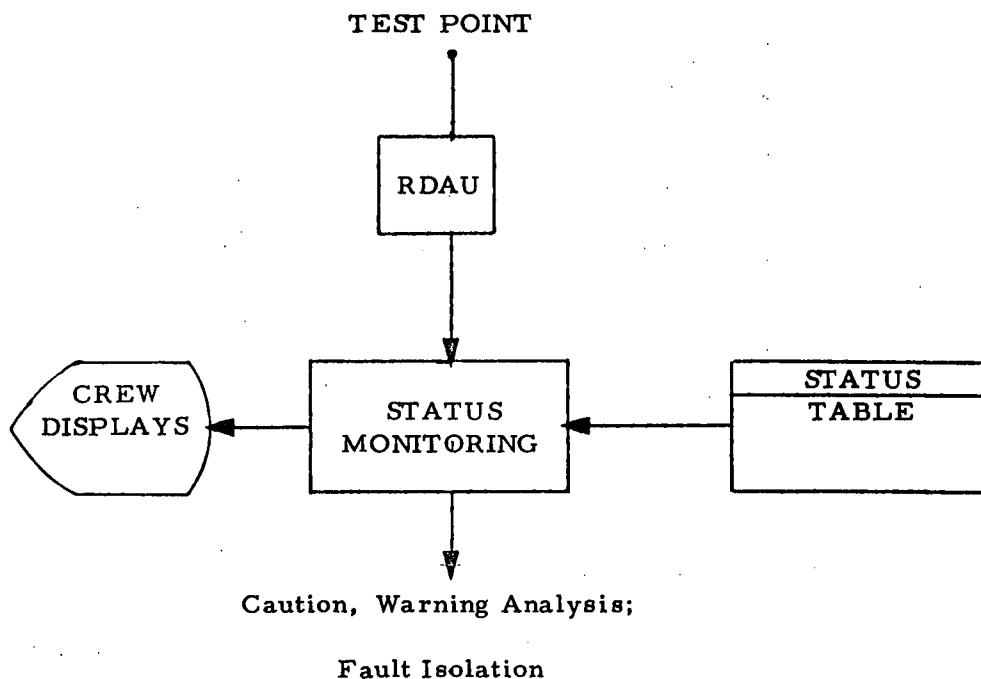 TEST POINT
RDAU
CREW
DISPLAYS
STATUS
MONITORING
STATUS
TABLE
Caution, Warning Analysis;
Fault Isolation